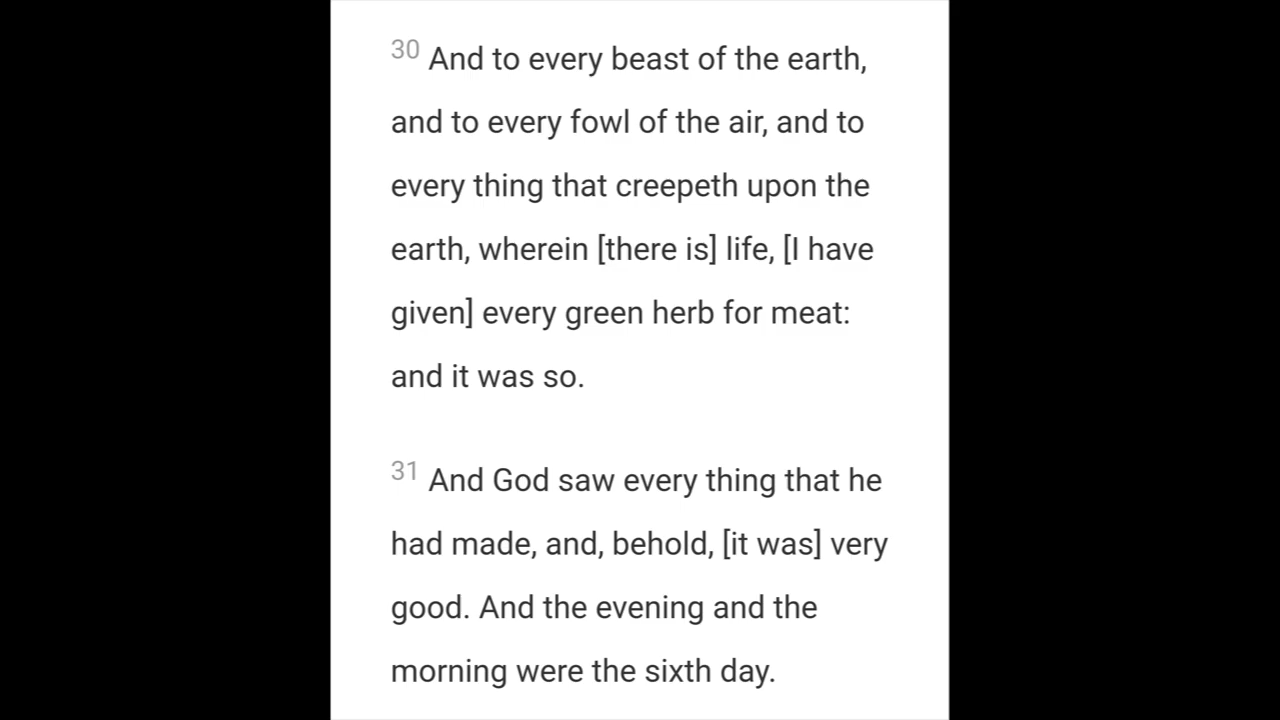 30 And to every beast of the earth,
and to every fowl of the air, and to
every thing that creepeth upon the
earth, wherein [there is] life, [I have
given] every green herb for meat:
and it was so.
31 And God saw every thing that he
had made, and, behold, [it was] very
good. And the evening and the
morning were the sixth day.